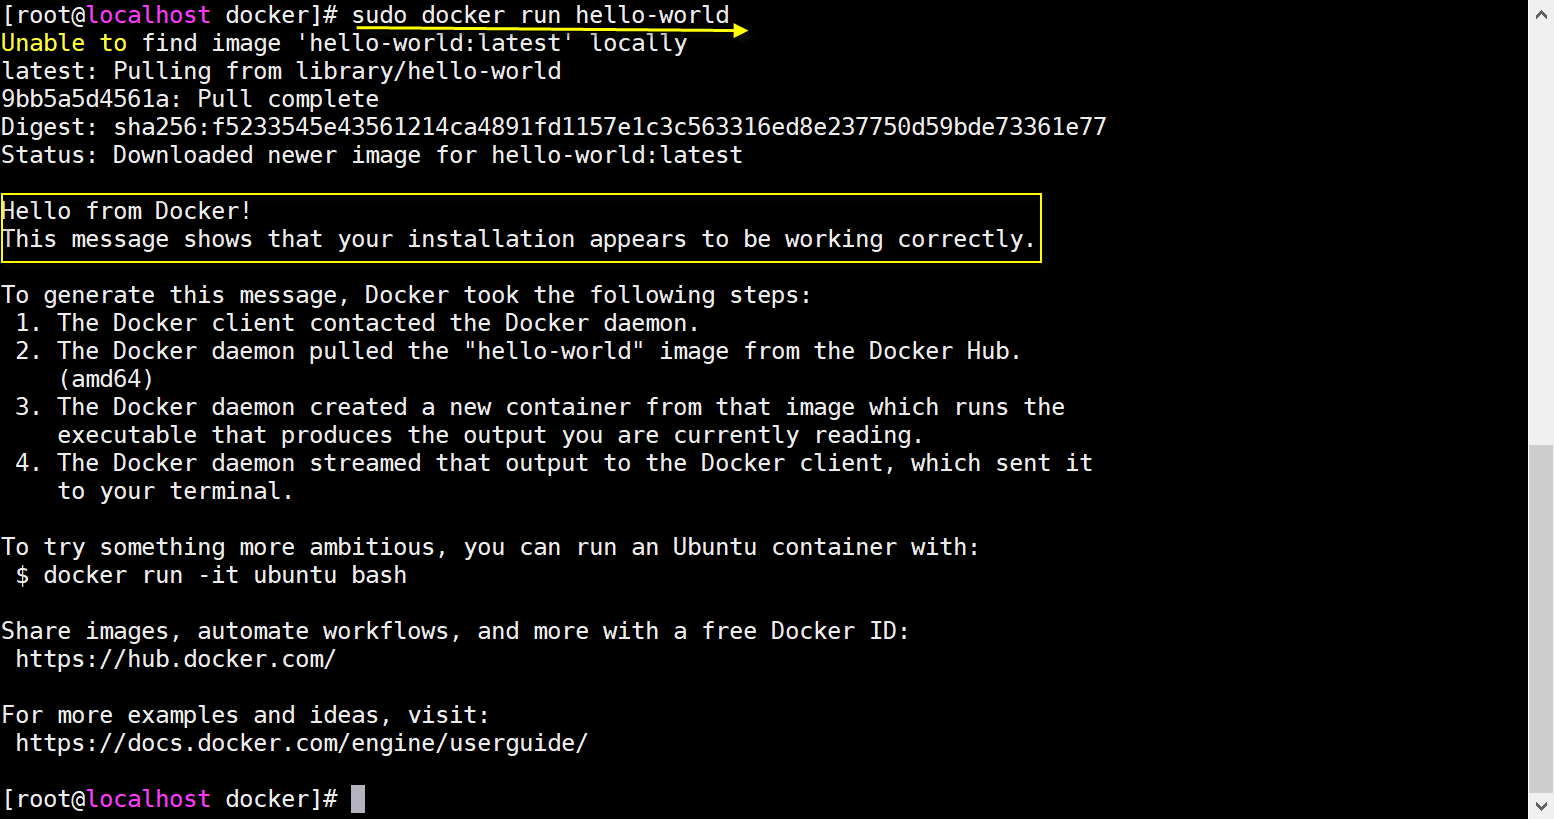 [root@localhost docker]# sudo docker run hello-world
Unable to find image 'hello-world:latest' locally
latest: Pulling from library/hello-world
9bb5a5d4561a: Pull complete
Digest: sha256:f5233545e43561214ca4891fd1157e1c3c563316ed8e237750d59bde73361e77
Status: Downloaded newer image for hello-world:latest
Hello from Docker!
This message shows that your installation appears to be working correctly.
To generate this message, Docker took the following steps:
1. The Docker client contacted the Docker daemon.
2. The Docker daemon pulled the "hello-world" image from the Docker Hub.
(amd64)
3. The Docker daemon created a new container from that image which runs the
executable that produces the output you are currently reading.
4. The Docker daemon streamed that output to the Docker client, which sent it
to your terminal.
To try something more ambitious, you can run an Ubuntu container with:
$ docker run -it ubuntu bash
Share images, automate workflows, and more with a free Docker ID:
https://hub.docker.com/
For more examples and ideas, visit:
https://docs.docker.com/engine/userguide/
[root@localhost docker]#